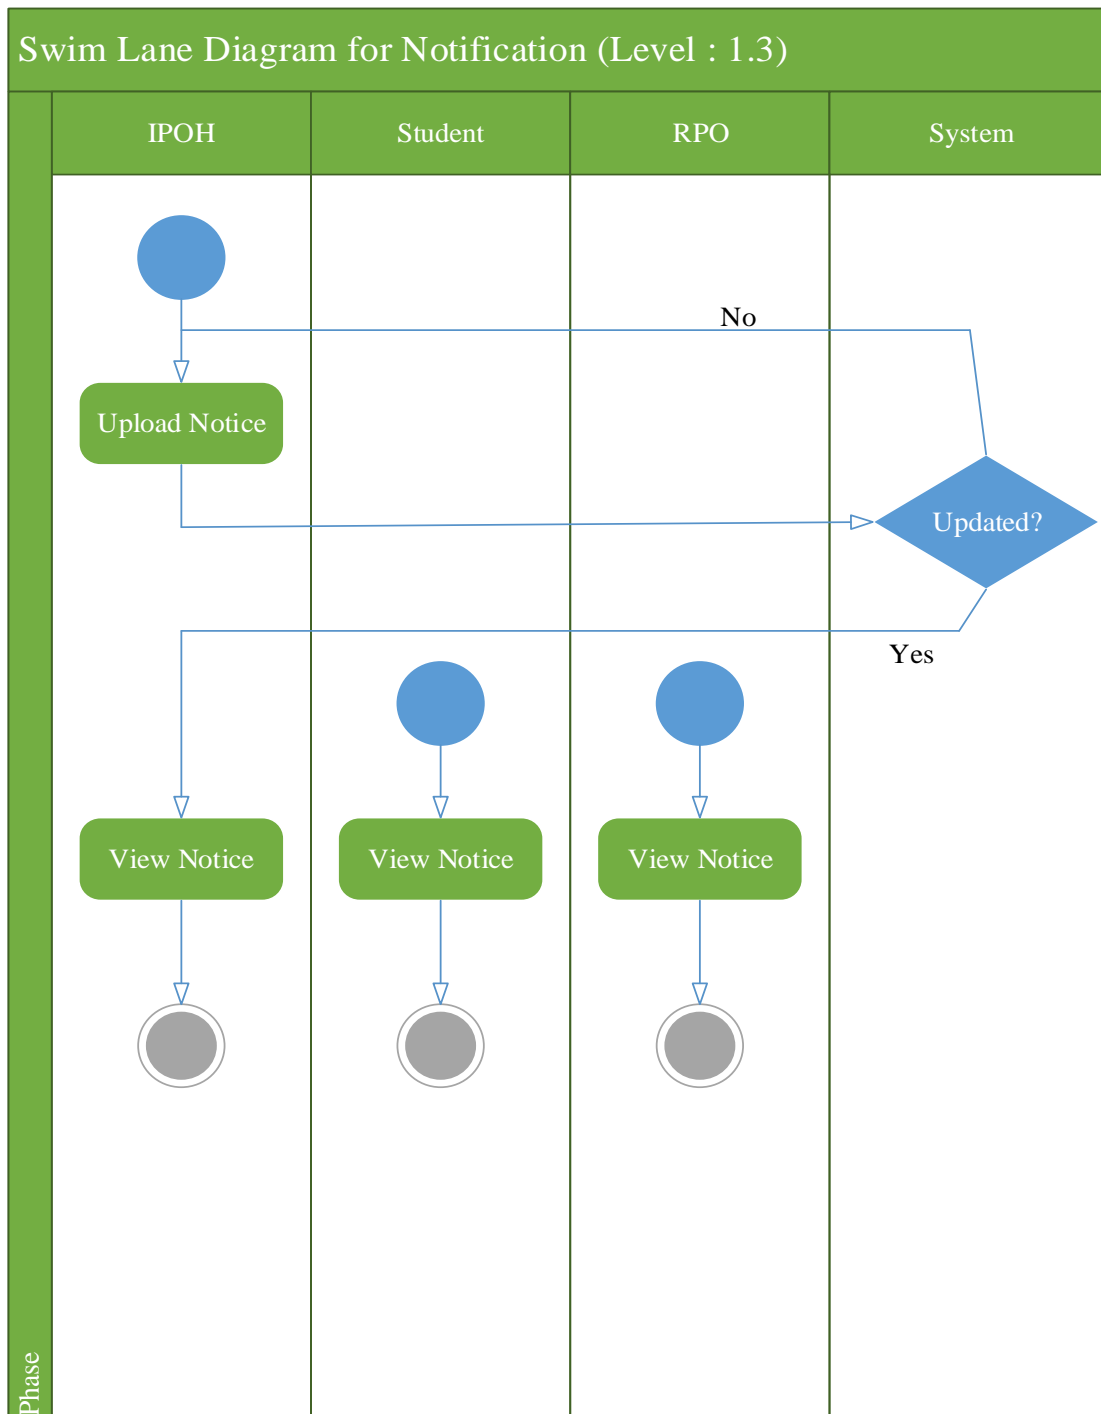 Swim Lane Diagram for Notification (Level : 1.3)
IPOH
Student
RPO
System
No
Upload Notice
Updated?
Yes
View Notice
View Notice
View Notice
Phase